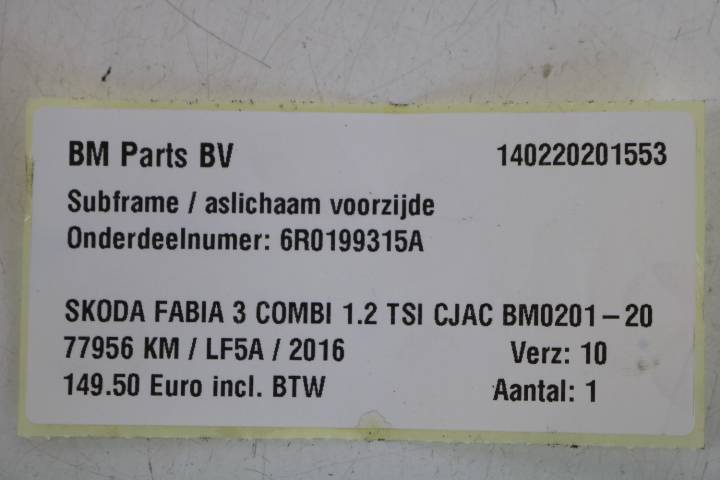 BM Parts BV 140220201553
Subframe / aslichaam voorzijde
Onderdeelnumer: 6R0199315A
SKODA FABIA 3 COMBI 1.2 TSI CJAC BM0201-20
77956 KM / LF5A / 2016 Verz: 10
149.50 Euro incl. BTW Aantal: 1